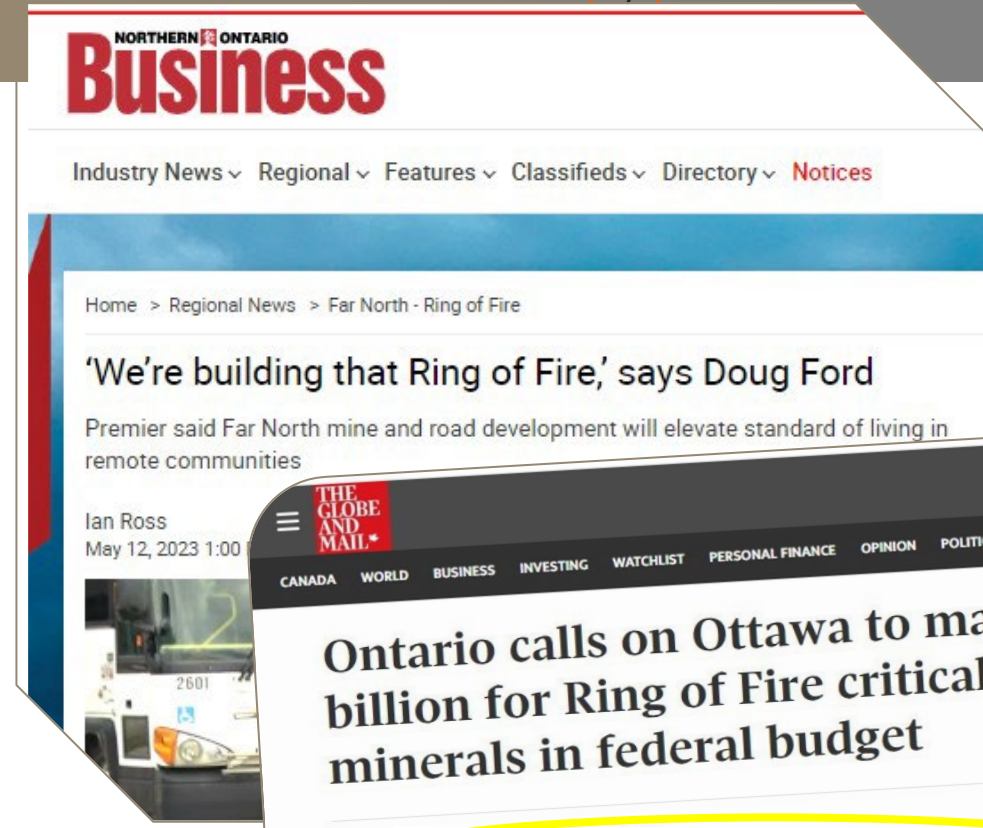 NORTHERN ONTARIO
Business
Industry News Regional Features Classifieds Directory Notices
Home > Regional News > Far North - Ring of Fire
‘We’re building that Ring of Fire,’ says Doug Ford
Premier said Far North mine and road development will elevate standard of living in
remote communities
Ian Ross
May 12, 2023 1:00
2601
THE
GLOBE
AND
MAIL
CANADA WORLD BUSINESS INVESTING WATCHLIST PERSONAL FINANCE OPINION
Ontario calls on Ottawa to
billion for Ring of Fire critical
minerals in federal budget